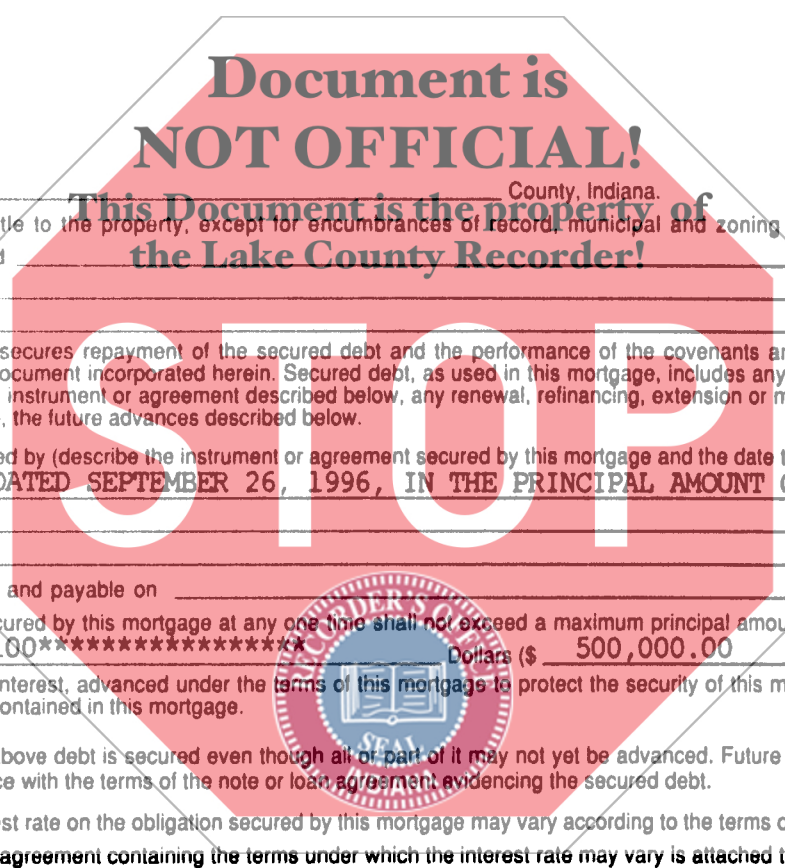 Document is
NOT OFFICIAL!
County, Indiana.
This Document is the property of
tle to the property, except for encumbrances of record, municipal and zoning
the Lake County Recorder!
STOP
secures repayment of the secured debt and the performance of the covenants
ocument incorporated herein. Secured debt, as used in this mortgage, includes any
instrument or agreement described below, any renewal, refinancing, extension or
, the future advances described below.
ed by (describe the instrument or agreement secured by this mortgage and the date
DATED SEPTEMBER 26, 1996, IN THE PRINCIPAL AMOUNT
and payable on
cured by this mortgage at any one time shall not exceed a maximum principal amou
.00*****************
Dollars ($ 500,000.00
nterest, advanced under the terms of this mortgage to protect the security of this
ontained in this mortgage.
bove debt is secured even though all or part of it may not yet be advanced. Future
ce with the terms of the note or loan agreement evidencing the secured debt.
est rate on the obligation secured by this mortgage may vary according to the terms
agreement containing the terms under which the interest rate may vary is attached
RECORDER'S OFFICE
SEAL
INDIANA